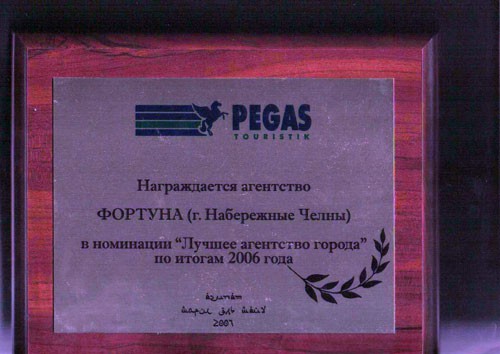 PEGAS
TOURISTIK
Награждается агентство
ФОРТУНА (г. Набережные Челны)
в номинации “Лучшее агентство города”
по итогам 2006 года
2007